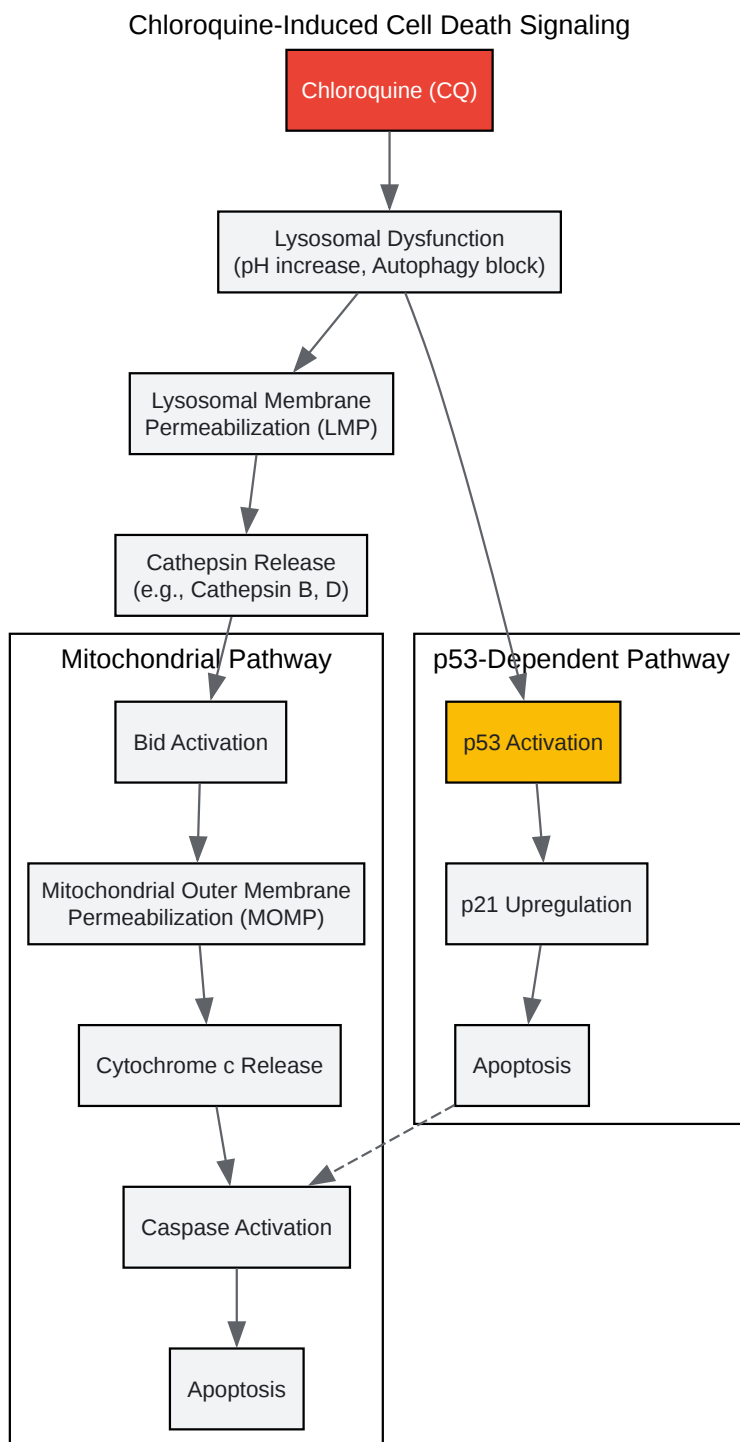 Chloroquine-Induced Cell Death Signaling
Chloroquine (CQ)
Lysosomal Dysfunction
(pH increase, Autophagy block)
Lysosomal Membrane
Permeabilization (LMP)
Cathepsin Release
(e.g., Cathepsin B, D)
Mitochondrial Pathway
Bid Activation
Mitochondrial Outer Membrane
Permeabilization (MOMP)
Cytochrome c Release
Caspase Activation
Apoptosis
p53-Dependent Pathway
p53 Activation
p21 Upregulation
Apoptosis